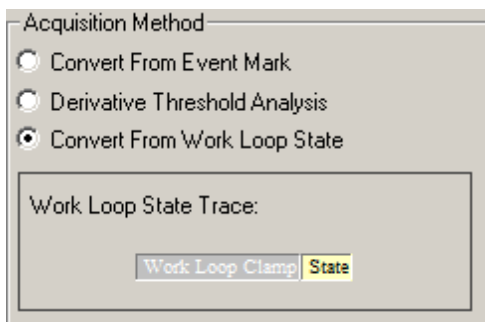 Acquisition Method
Convert From Event Mark
Derivative Threshold Analysis
Convert From Work Loop State
Work Loop State Trace:
Work Loop Clamp State